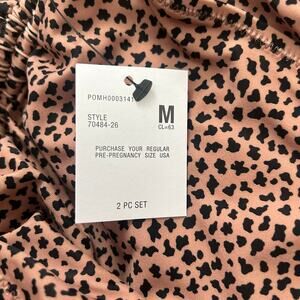 POMH0003141
STYLE
70484-26
M
CL=63
PURCHASE YOUR REGULAR
PRE-PREGNANCY SIZE USA
2 PC SET